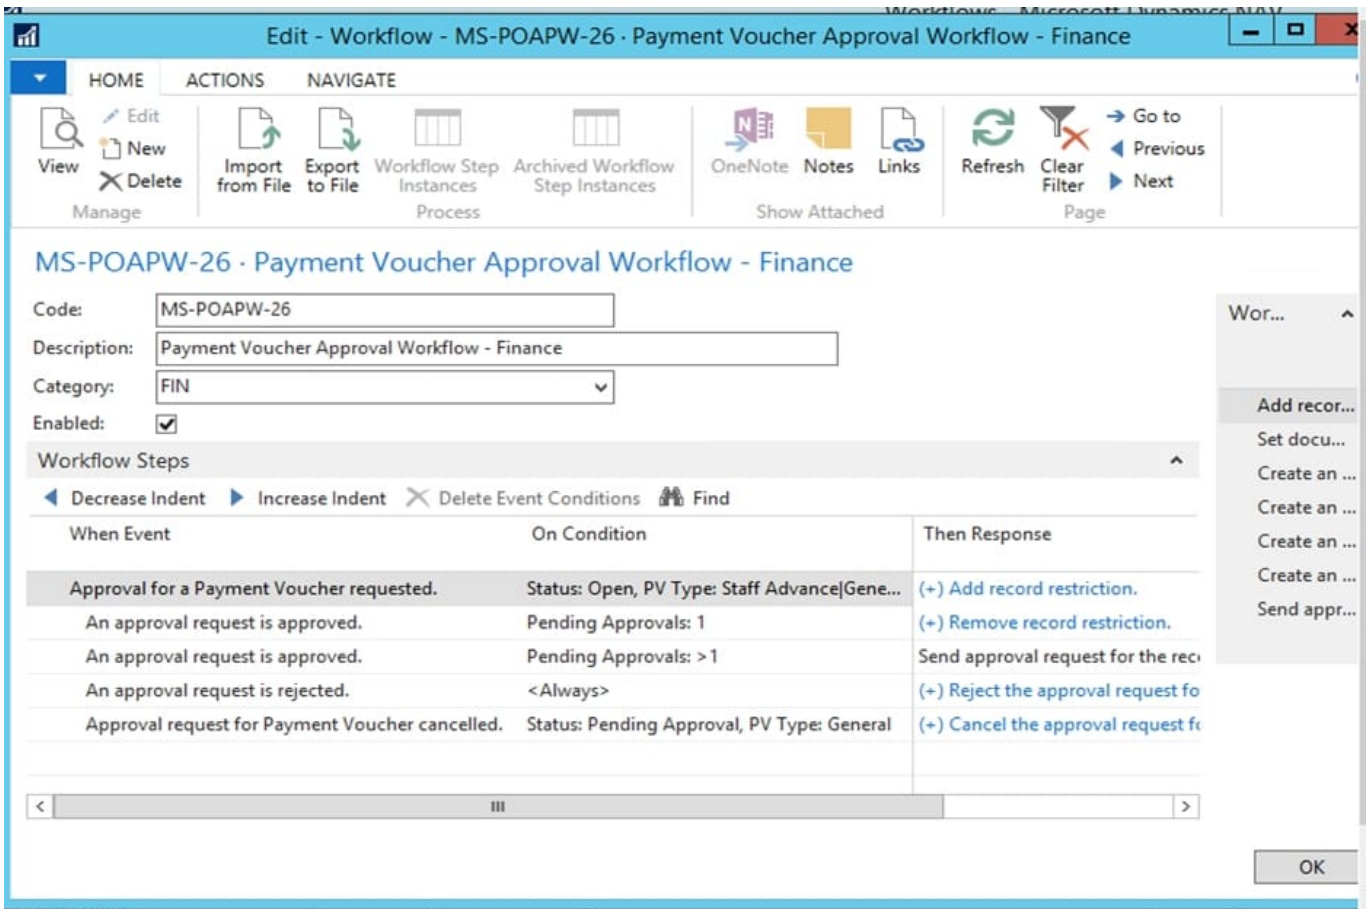 Workflows - Microsoft Dynamics NAV
Edit - Workflow - MS-POAPW-26 · Payment Voucher Approval Workflow - Finance
HOME ACTIONS NAVIGATE
View
Edit
New
Delete
Manage
Import from File
Export to File
Workflow Step Instances
Archived Workflow Step Instances
Process
OneNote
Notes
Links
Show Attached
Refresh
Clear Filter
Go to
Previous
Next
Page
MS-POAPW-26 · Payment Voucher Approval Workflow - Finance
Code: MS-POAPW-26
Description: Payment Voucher Approval Workflow - Finance
Category: FIN
Enabled:
Workflow Steps
Decrease Indent Increase Indent Delete Event Conditions Find
When Event On Condition Then Response
Approval for a Payment Voucher requested. Status: Open, PV Type: Staff Advance|Gene... (+) Add record restriction.
An approval request is approved. Pending Approvals: 1 (+) Remove record restriction.
An approval request is approved. Pending Approvals: >1 Send approval request for the rec
An approval request is rejected. <Always> (+) Reject the approval request fo
Approval request for Payment Voucher cancelled. Status: Pending Approval, PV Type: General (+) Cancel the approval request fo
Wor...
Add recor...
Set docu...
Create an ...
Create an ...
Create an ...
Create an ...
Send appr...
OK